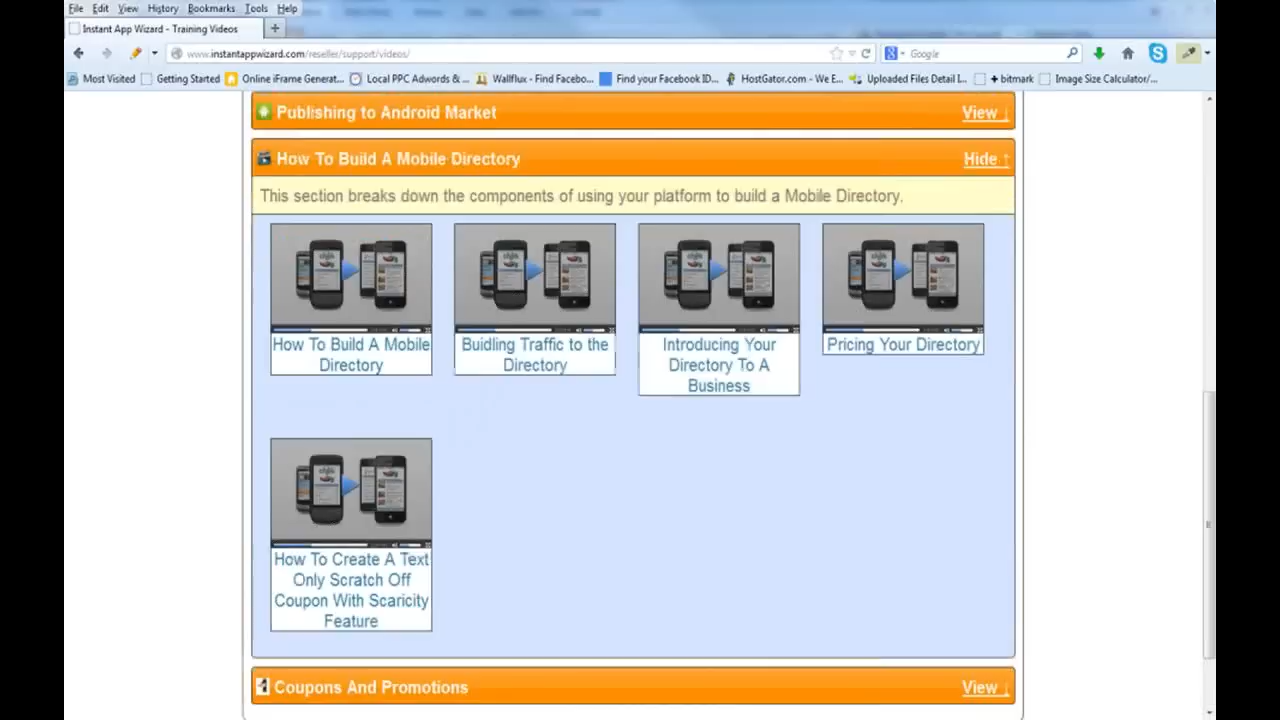 File Edit View History Bookmarks Tools Help
Instant App Wizard - Training Videos
www.instantappwizard.com/reseller/support/videos/
Google
Most Visited Getting Started Online iFrame Generat... Local PPC Adwords & ... Wallflux - Find Facebo... Find your Facebook ID... HostGator.com - We E... Uploaded Files Detail I... + bitmark Image Size Calculator/...
Publishing to Android Market View ↓
How To Build A Mobile Directory Hide ↑
This section breaks down the components of using your platform to build a Mobile Directory.
How To Build A Mobile
Directory
Buidling Traffic to the
Directory
Introducing Your
Directory To A
Business
Pricing Your Directory
How To Create A Text
Only Scratch Off
Coupon With Scaricity
Feature
Coupons And Promotions View ↓